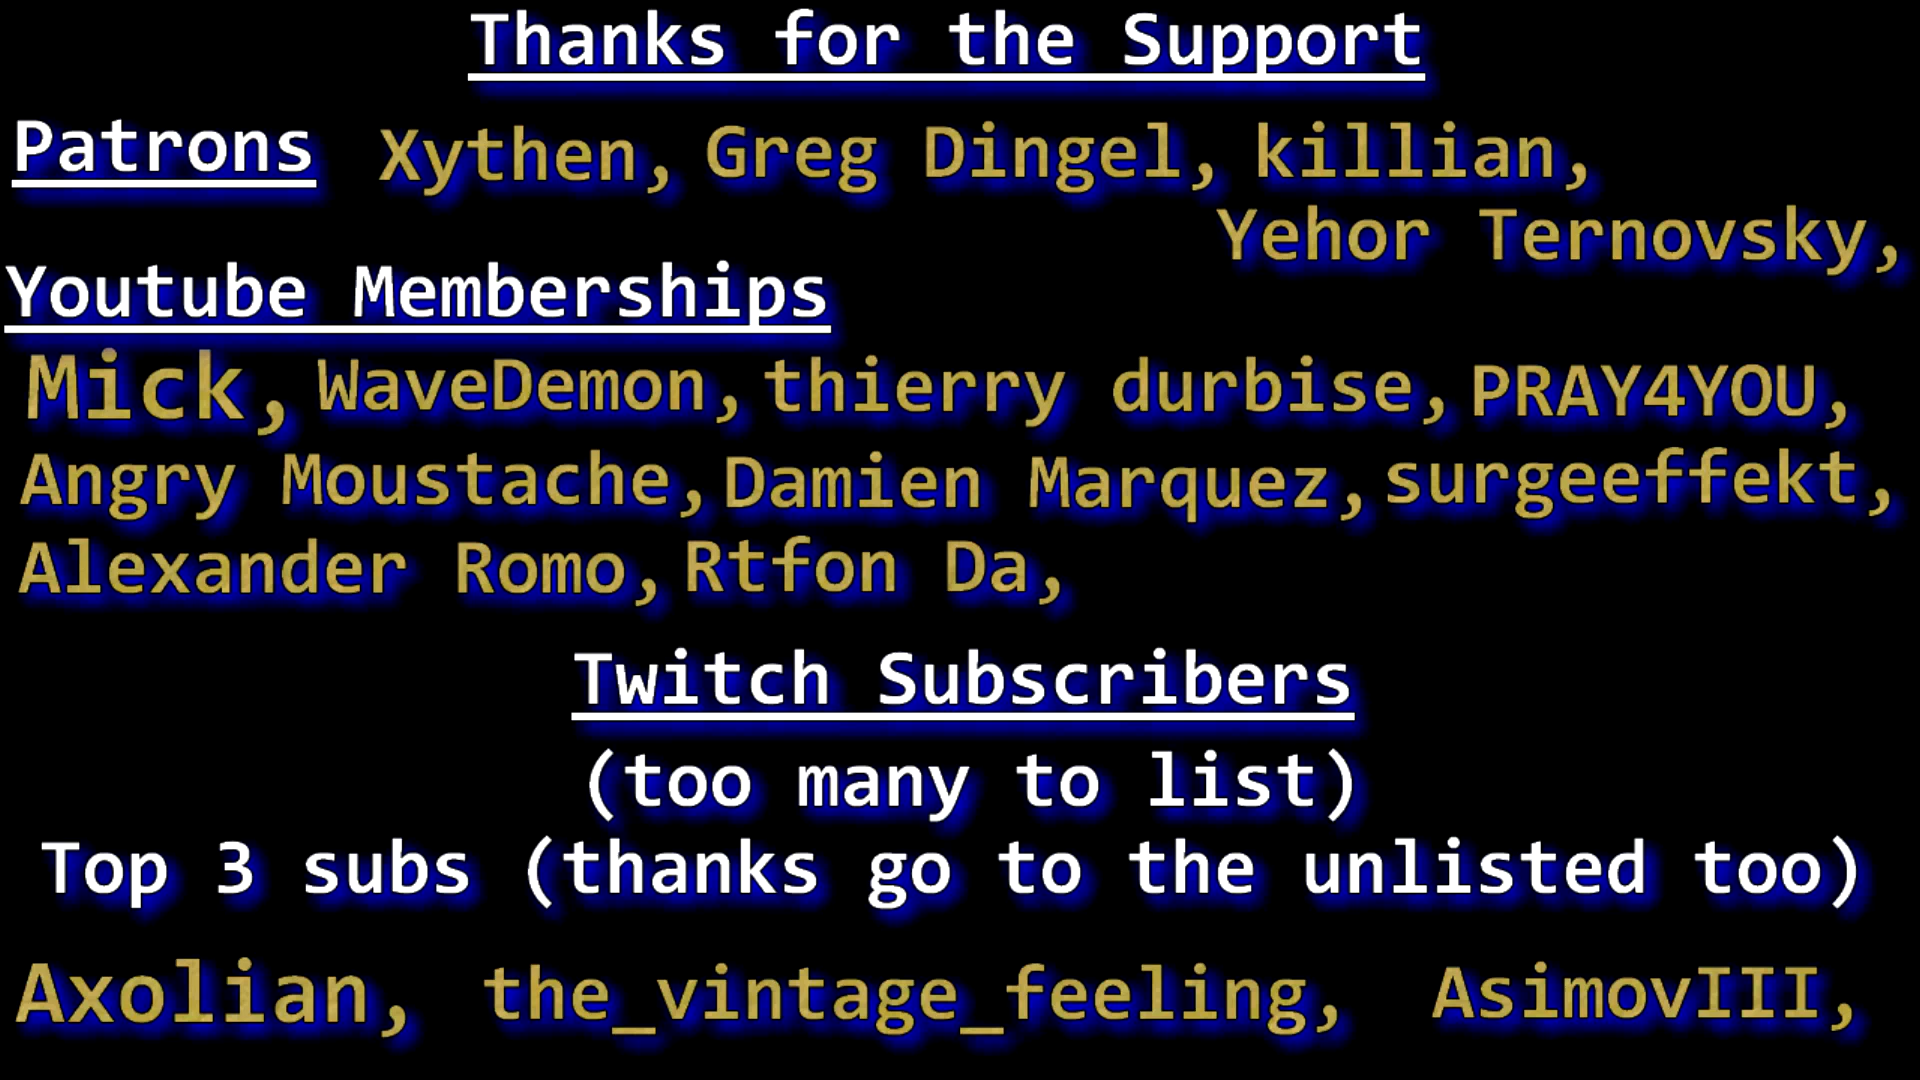 Thanks for the Support
Patrons Xythen, Greg Dingel, killian,
Yehor Ternovsky,
Youtube Memberships
Mick, WaveDemon, thierry durbise, PRAY4YOU,
Angry Moustache, Damien Marquez, surgeeffekt,
Alexander Romo, Rtfon Da,
Twitch Subscribers
(too many to list)
Top 3 subs (thanks go to the unlisted too)
Axolian, the_vintage_feeling, AsimovIII,